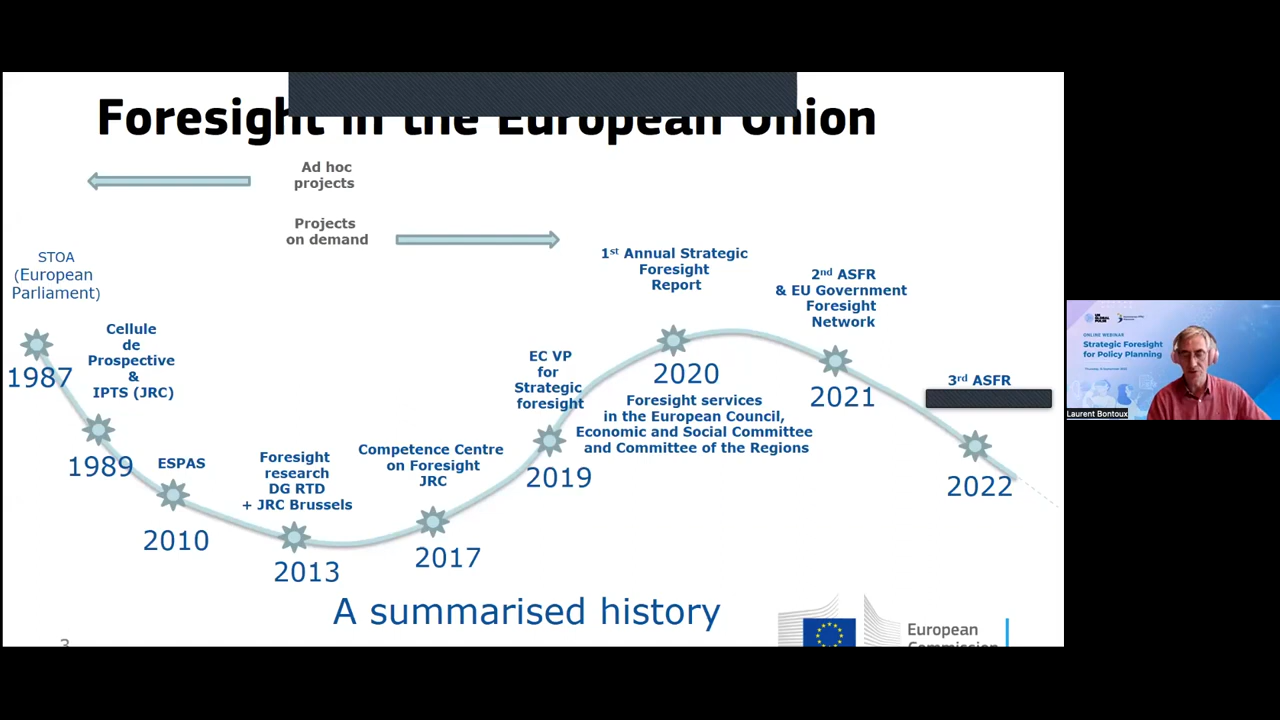 Foresight in the European Union
Ad hoc
projects
Projects
on demand
STOA
(European
Parliament)
1987
Cellule
de
Prospective
&
IPTS (JRC)
1989
ESPAS
2010
Foresight
research
DG RTD
+ JRC Brussels
2013
Competence Centre
on Foresight
JRC
2017
EC VP
for
Strategic
foresight
2019
1st Annual Strategic
Foresight
Report
2020
Foresight services
in the European Council,
Economic and Social Committee
and Committee of the Regions
2nd ASFR
& EU Government
Foresight
Network
2021
3rd ASFR
2022
A summarised history
3
European
Commission
UN
GLOBAL
PULSE
ONLINE WEBINAR
Strategic Foresight
for Policy Planning
Laurent Bontoux